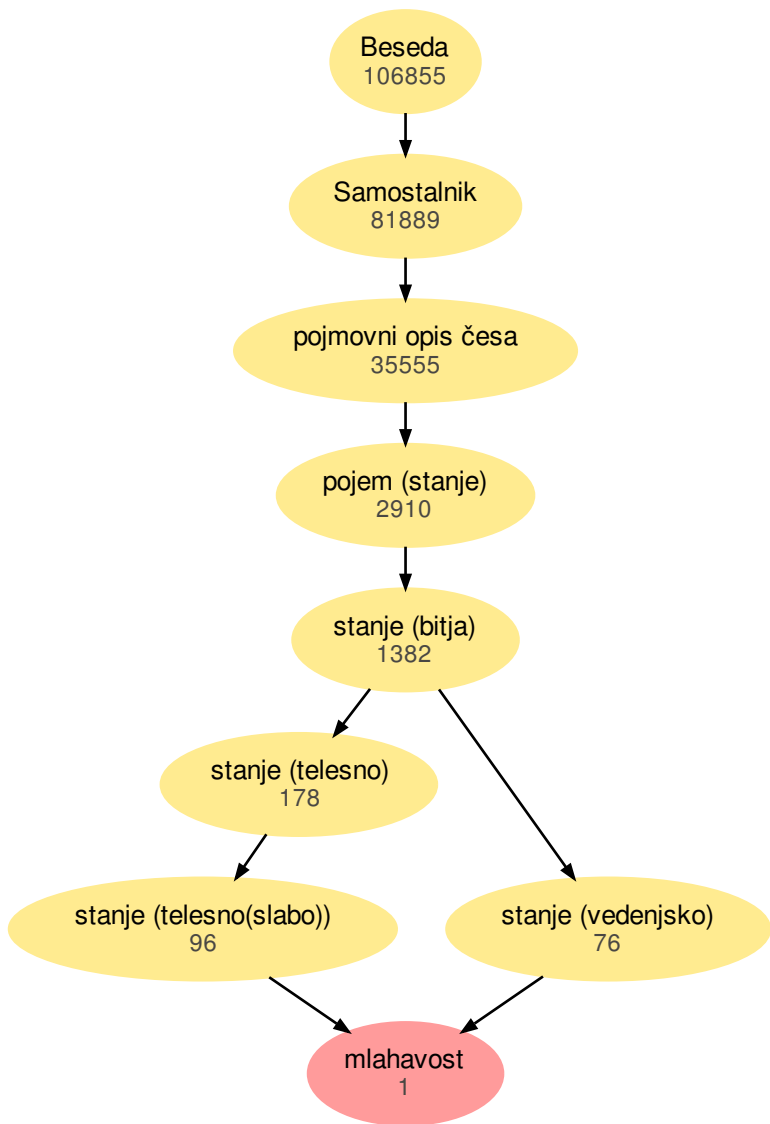 Beseda
106855
Samostalnik
81889
pojmovni opis česa
35555
pojem (stanje)
2910
stanje (bitja)
1382
stanje (telesno)
178
stanje (telesno(slabo))
96
stanje (vedenjsko)
76
mlahavost
1